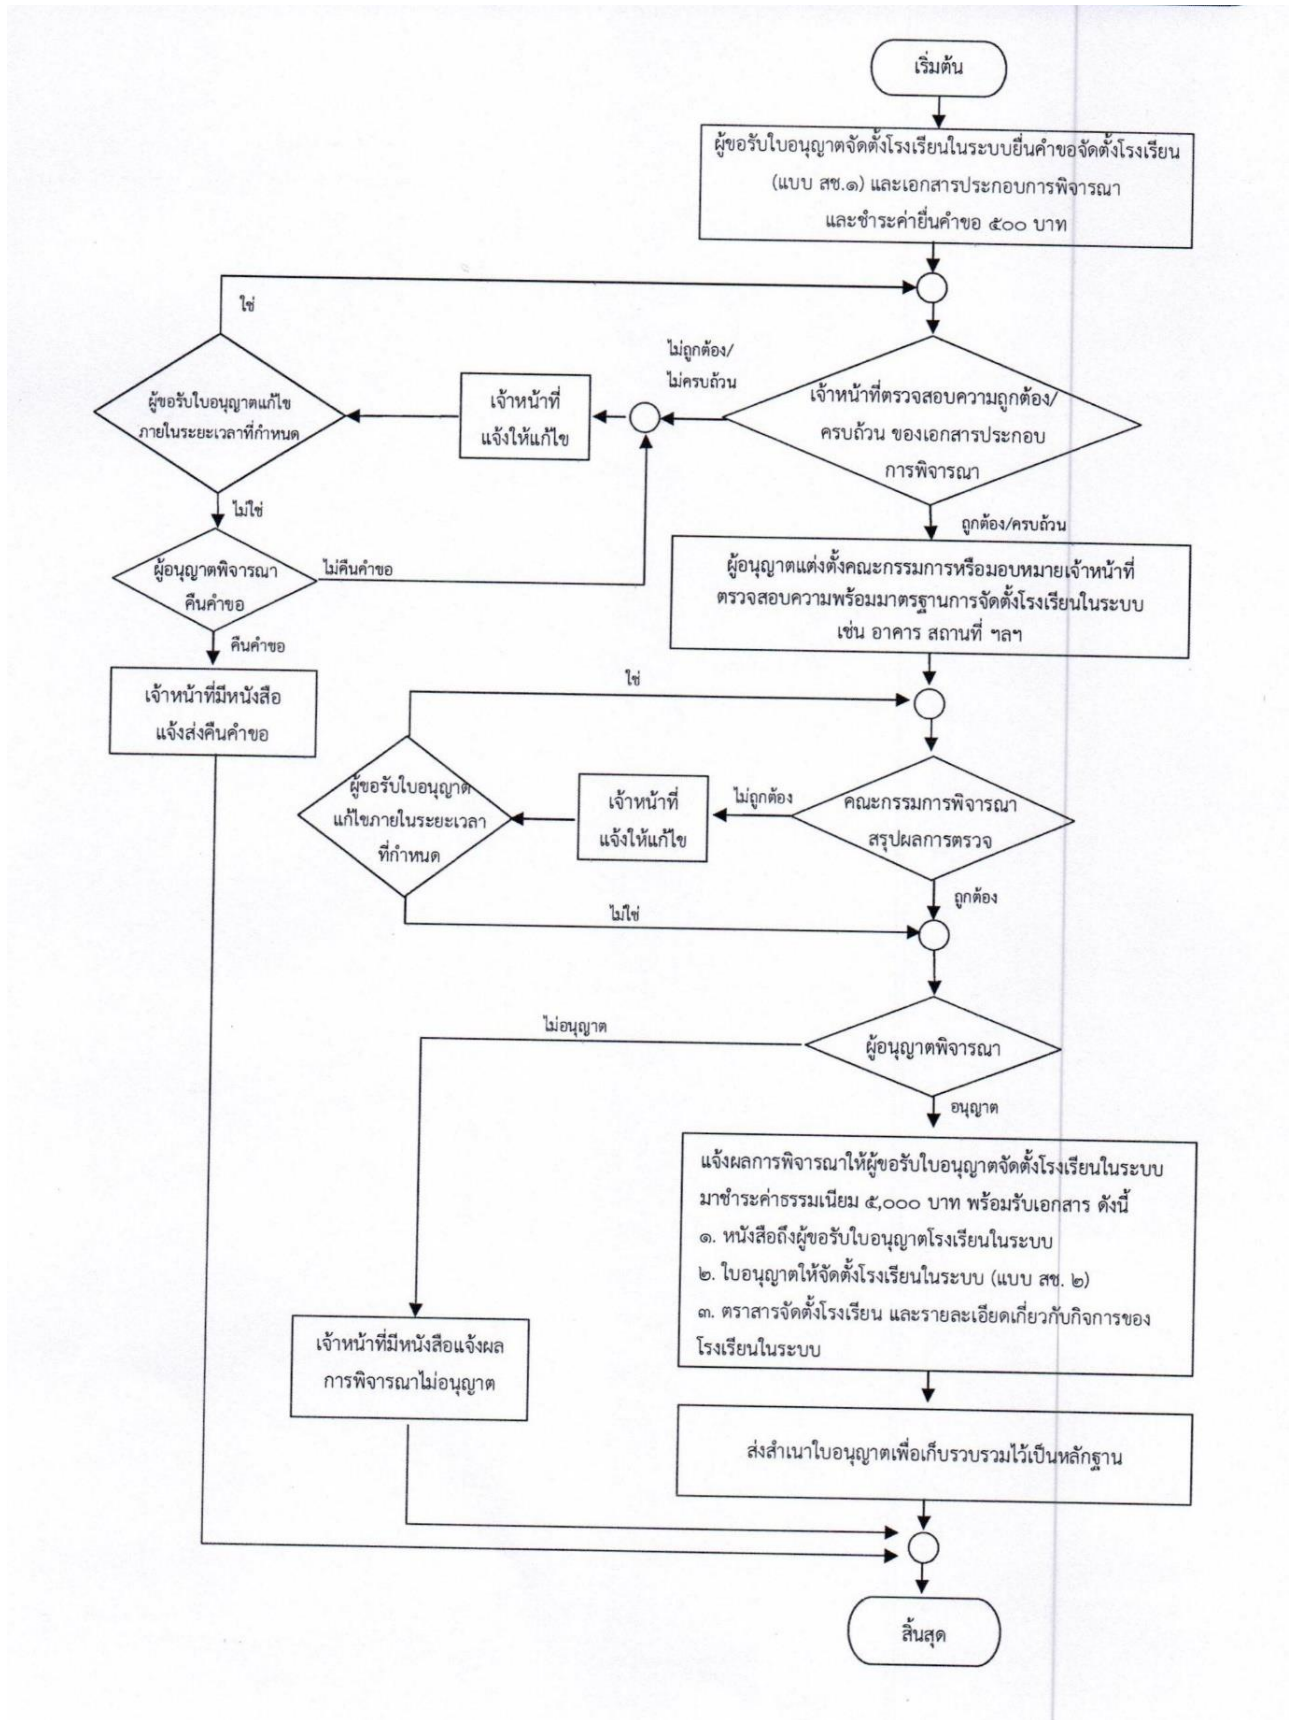 เริ่มต้น
ผู้ขอรับใบอนุญาตจัดตั้งโรงเรียนในระบบยื่นคำขอจัดตั้งโรงเรียน
(แบบ สช.๑) และเอกสารประกอบการพิจารณา
และชำระค่ายื่นคำขอ ๕๐๐ บาท
ใช่
ไม่ถูกต้อง/
ไม่ครบถ้วน
ผู้ขอรับใบอนุญาตแก้ไข
ภายในระยะเวลาที่กำหนด
เจ้าหน้าที่
แจ้งให้แก้ไข
เจ้าหน้าที่ตรวจสอบความถูกต้อง/
ครบถ้วน ของเอกสารประกอบ
การพิจารณา
ไม่ใช่
ถูกต้อง/ครบถ้วน
ผู้อนุญาตพิจารณา
คืนคำขอ
ไม่คืนคำขอ
ผู้อนุญาตแต่งตั้งคณะกรรมการหรือมอบหมายเจ้าหน้าที่
ตรวจสอบความพร้อมมาตรฐานการจัดตั้งโรงเรียนในระบบ
เช่น อาคาร สถานที่ ฯลฯ
คืนคำขอ
เจ้าหน้าที่มีหนังสือ
แจ้งส่งคืนคำขอ
ใช่
ผู้ขอรับใบอนุญาต
แก้ไขภายในระยะเวลา
ที่กำหนด
เจ้าหน้าที่
แจ้งให้แก้ไข
ไม่ถูกต้อง
คณะกรรมการพิจารณา
สรุปผลการตรวจ
ถูกต้อง
ไม่ใช่
ไม่อนุญาต
ผู้อนุญาตพิจารณา
อนุญาต
แจ้งผลการพิจารณาให้ผู้ขอรับใบอนุญาตจัดตั้งโรงเรียนในระบบ
มาชำระค่าธรรมเนียม ๕,๐๐๐ บาท พร้อมรับเอกสาร ดังนี้
๑. หนังสือถึงผู้ขอรับใบอนุญาตโรงเรียนในระบบ
๒. ใบอนุญาตให้จัดตั้งโรงเรียนในระบบ (แบบ สช. ๒)
๓. ตราสารจัดตั้งโรงเรียน และรายละเอียดเกี่ยวกับกิจการของ
โรงเรียนในระบบ
เจ้าหน้าที่มีหนังสือแจ้งผล
การพิจารณาไม่อนุญาต
ส่งสำเนาใบอนุญาตเพื่อเก็บรวบรวมไว้เป็นหลักฐาน
สิ้นสุด